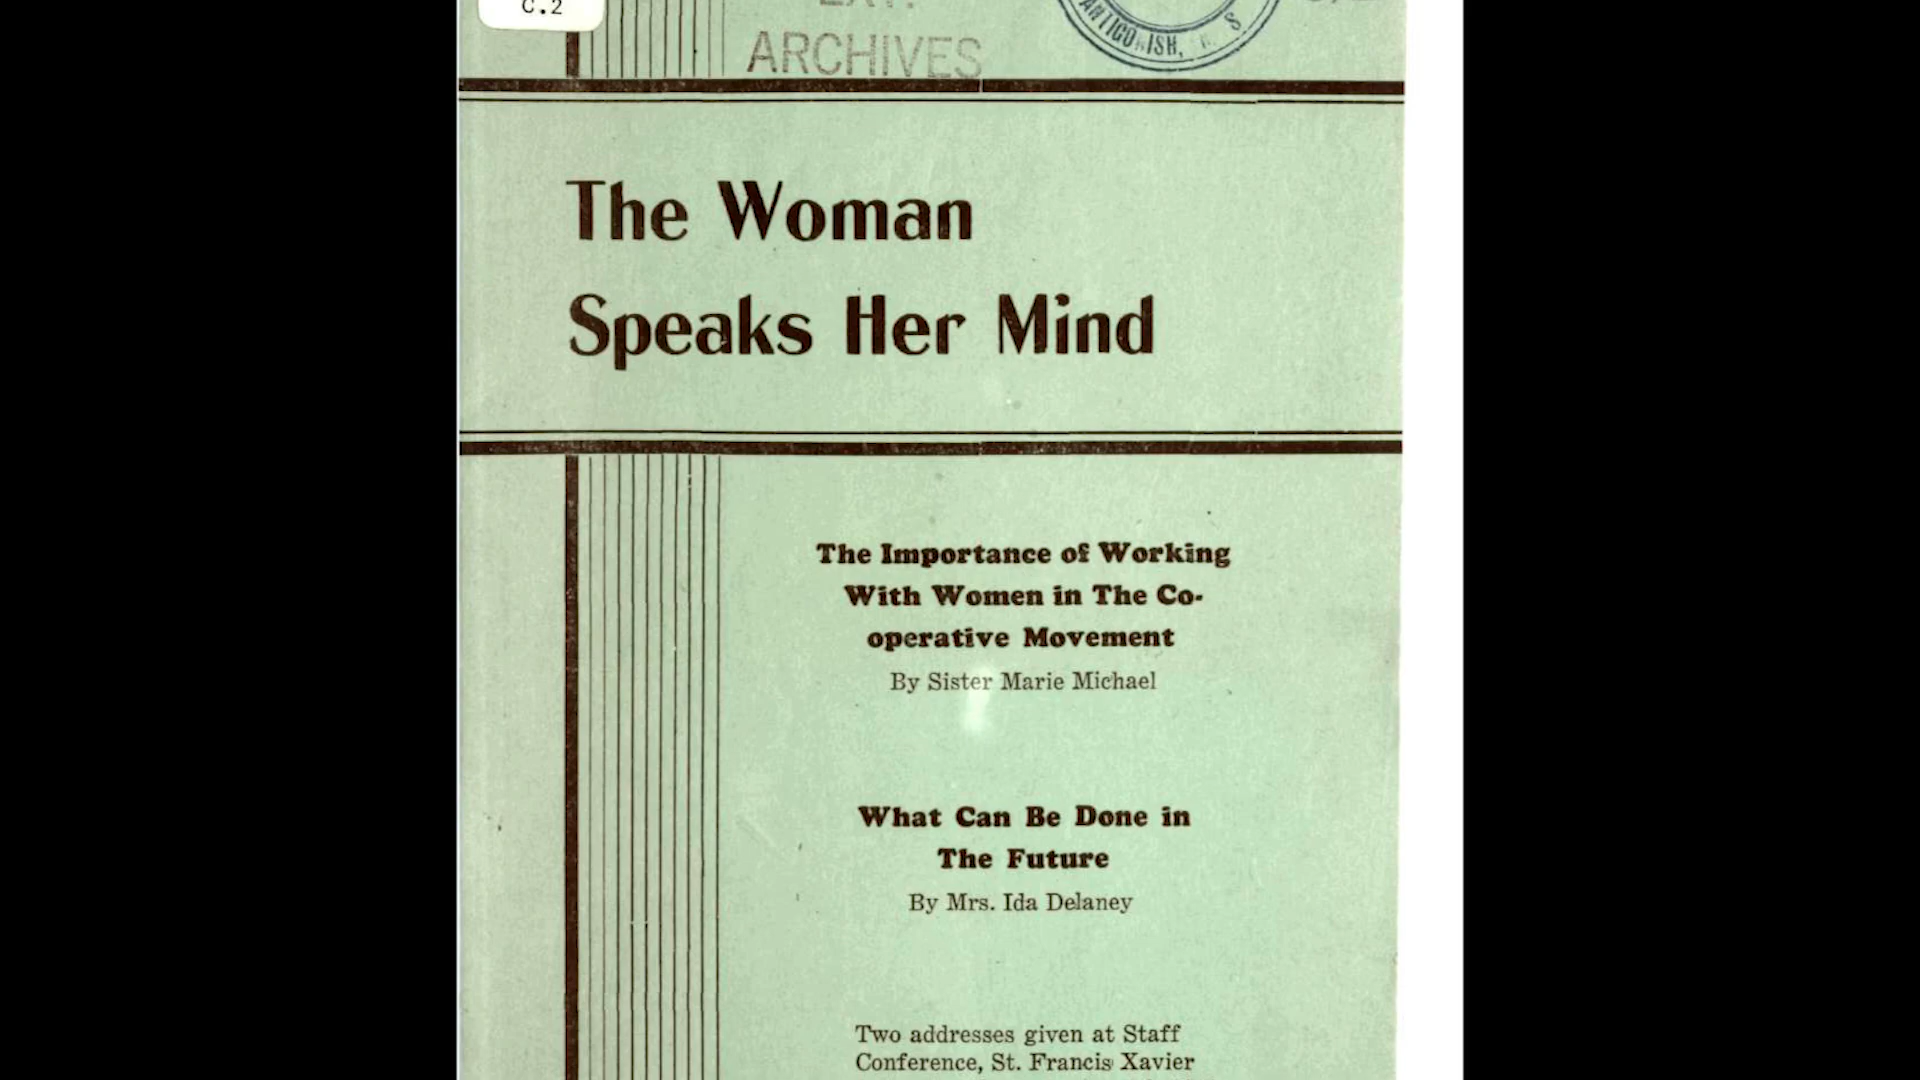 C.2
EXT.
ARCHIVES
ANTIGONISH, N. S
The Woman
Speaks Her Mind
The Importance of Working
With Women in The Co-
operative Movement
By Sister Marie Michael
What Can Be Done in
The Future
By Mrs. Ida Delaney
Two addresses given at Staff
Conference, St. Francis Xavier